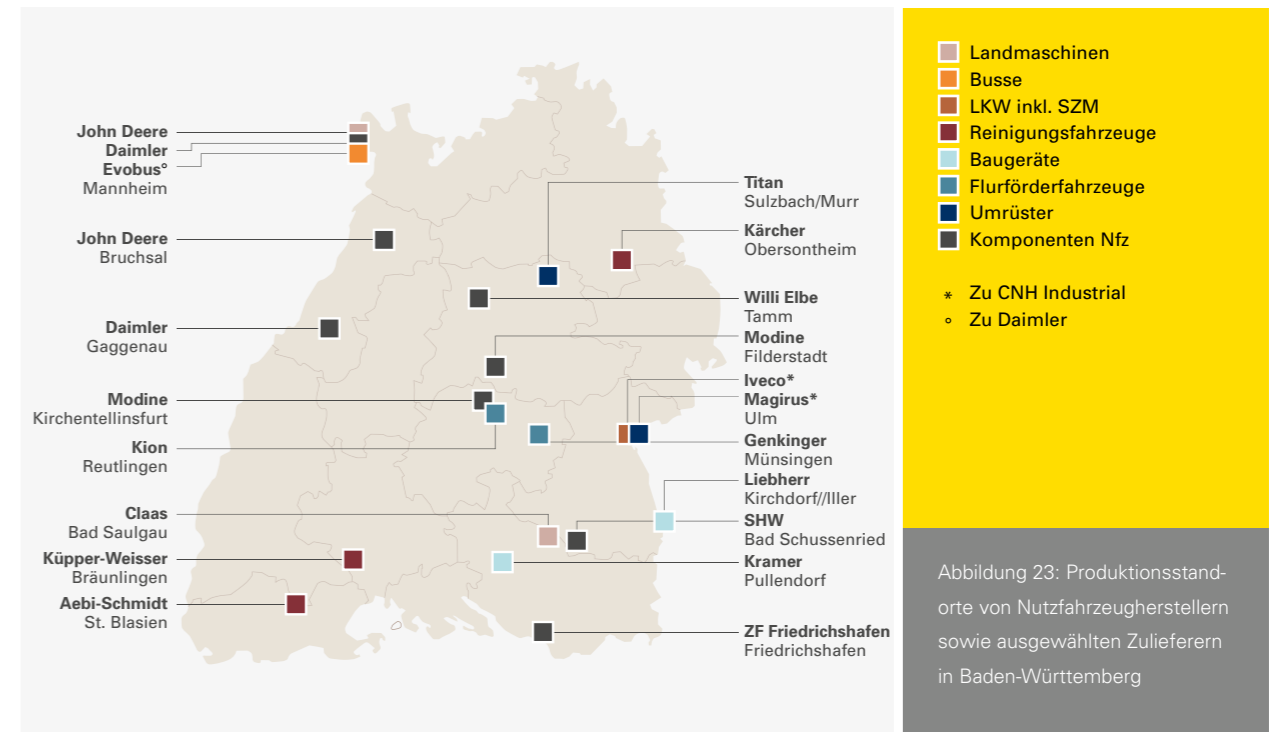 John Deere
Daimler
Evobus°
Mannheim
John Deere
Bruchsal
Daimler
Gaggenau
Modine
Kirchentellinsfurt
Kion
Reutlingen
Claas
Bad Saulgau
Küpper-Weisser
Bräunlingen
Aebi-Schmidt
St. Blasien
Titan
Sulzbach/Murr
Kärcher
Obersontheim
Willi Elbe
Tamm
Modine
Filderstadt
Iveco*
Magirus*
Ulm
Genkinger
Münsingen
Liebherr
Kirchdorf//Iller
SHW
Bad Schussenried
Kramer
Pullendorf
ZF Friedrichshafen
Friedrichshafen
Landmaschinen
Busse
LKW inkl. SZM
Reinigungsfahrzeuge
Baugeräte
Flurförderfahrzeuge
Umrüster
Komponenten Nfz
* Zu CNH Industrial
° Zu Daimler
Abbildung 23: Produktionsstand-
orte von Nutzfahrzeugherstellern
sowie ausgewählten Zulieferern
in Baden-Württemberg